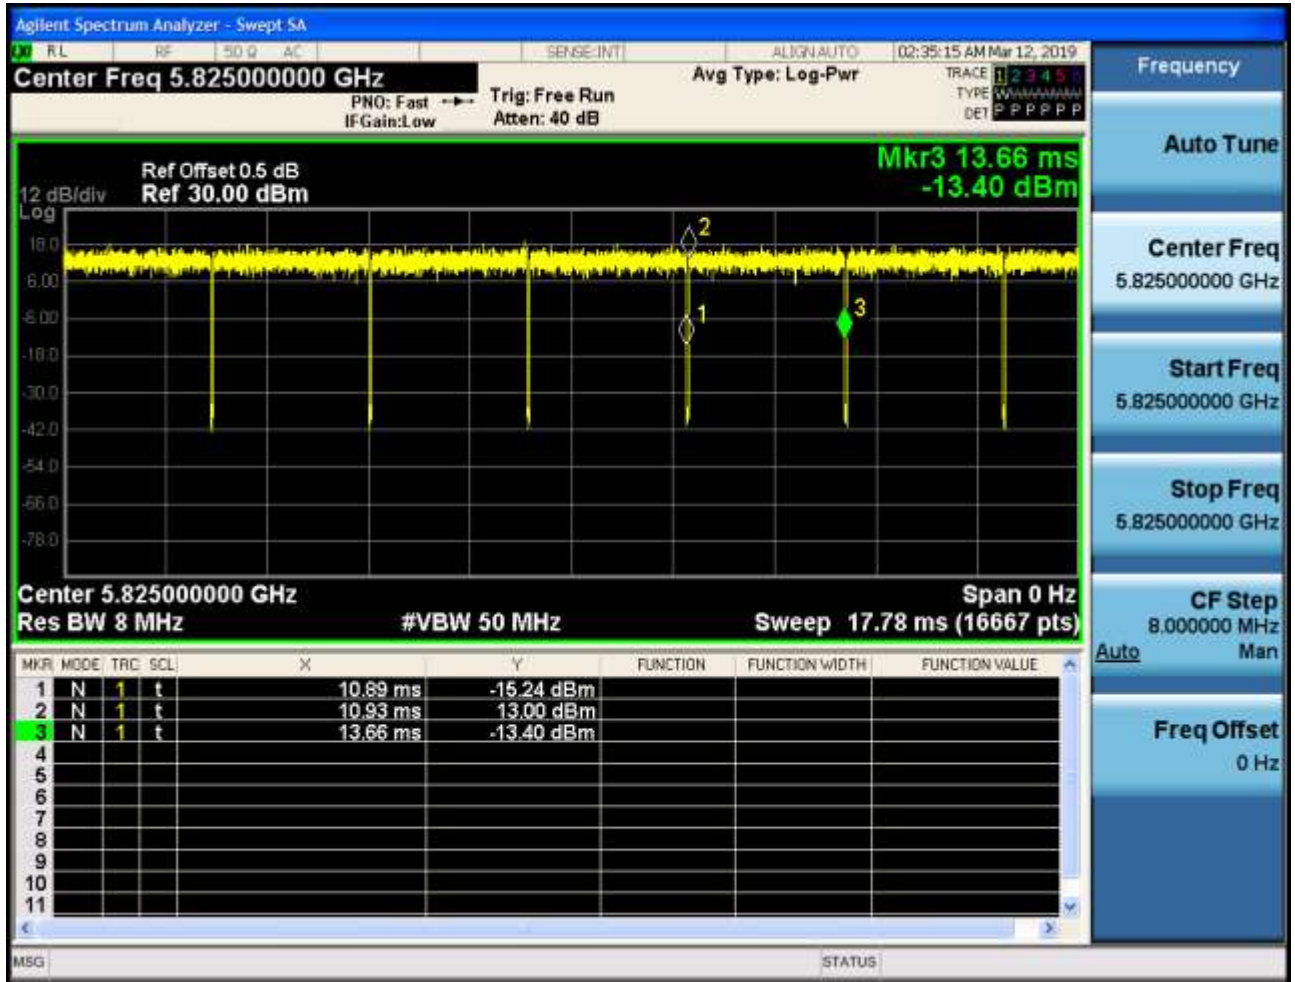 Agilent Spectrum Analyzer - Swept SA
RL RF 50 Ω AC SENSE:INT ALIGNAUTO 02:35:15 AM Mar 12, 2019
Center Freq 5.825000000 GHz
PNO: Fast
IFGain:Low
Trig: Free Run
Atten: 40 dB
Avg Type: Log-Pwr
TRACE 1 2 3 4 5 6
TYPE
DET P P P P P P
Mkr3 13.66 ms
-13.40 dBm
Ref Offset 0.5 dB
12 dB/div Ref 30.00 dBm
Log
18.0
6.00
-6.00
-18.0
-30.0
-42.0
-54.0
-66.0
-78.0
2
1
3
Center 5.825000000 GHz Span 0 Hz
Res BW 8 MHz #VBW 50 MHz Sweep 17.78 ms (16667 pts)
MKR MODE TRC SCL X Y FUNCTION FUNCTION WIDTH FUNCTION VALUE
1 N 1 t 10.89 ms -15.24 dBm
2 N 1 t 10.93 ms 13.00 dBm
3 N 1 t 13.66 ms -13.40 dBm
4
5
6
7
8
9
10
11
MSG STATUS
Frequency
Auto Tune
Center Freq
5.825000000 GHz
Start Freq
5.825000000 GHz
Stop Freq
5.825000000 GHz
CF Step
8.000000 MHz
Auto Man
Freq Offset
0 Hz